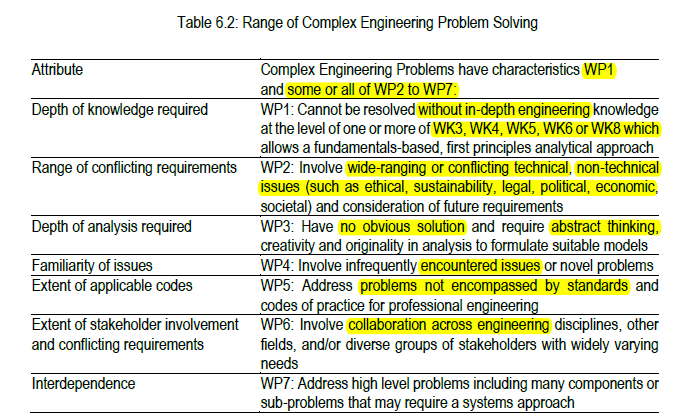 Table 6.2: Range of Complex Engineering Problem Solving
Attribute
Complex Engineering Problems have characteristics WP1
and some or all of WP2 to WP7:
Depth of knowledge required
WP1: Cannot be resolved without in-depth engineering knowledge
at the level of one or more of WK3, WK4, WK5, WK6 or WK8 which
allows a fundamentals-based, first principles analytical approach
Range of conflicting requirements
WP2: Involve wide-ranging or conflicting technical, non-technical
issues (such as ethical, sustainability, legal, political, economic,
societal) and consideration of future requirements
Depth of analysis required
WP3: Have no obvious solution and require abstract thinking,
creativity and originality in analysis to formulate suitable models
Familiarity of issues
WP4: Involve infrequently encountered issues or novel problems
Extent of applicable codes
WP5: Address problems not encompassed by standards and
codes of practice for professional engineering
Extent of stakeholder involvement
and conflicting requirements
WP6: Involve collaboration across engineering disciplines, other
fields, and/or diverse groups of stakeholders with widely varying
needs
Interdependence
WP7: Address high level problems including many components or
sub-problems that may require a systems approach